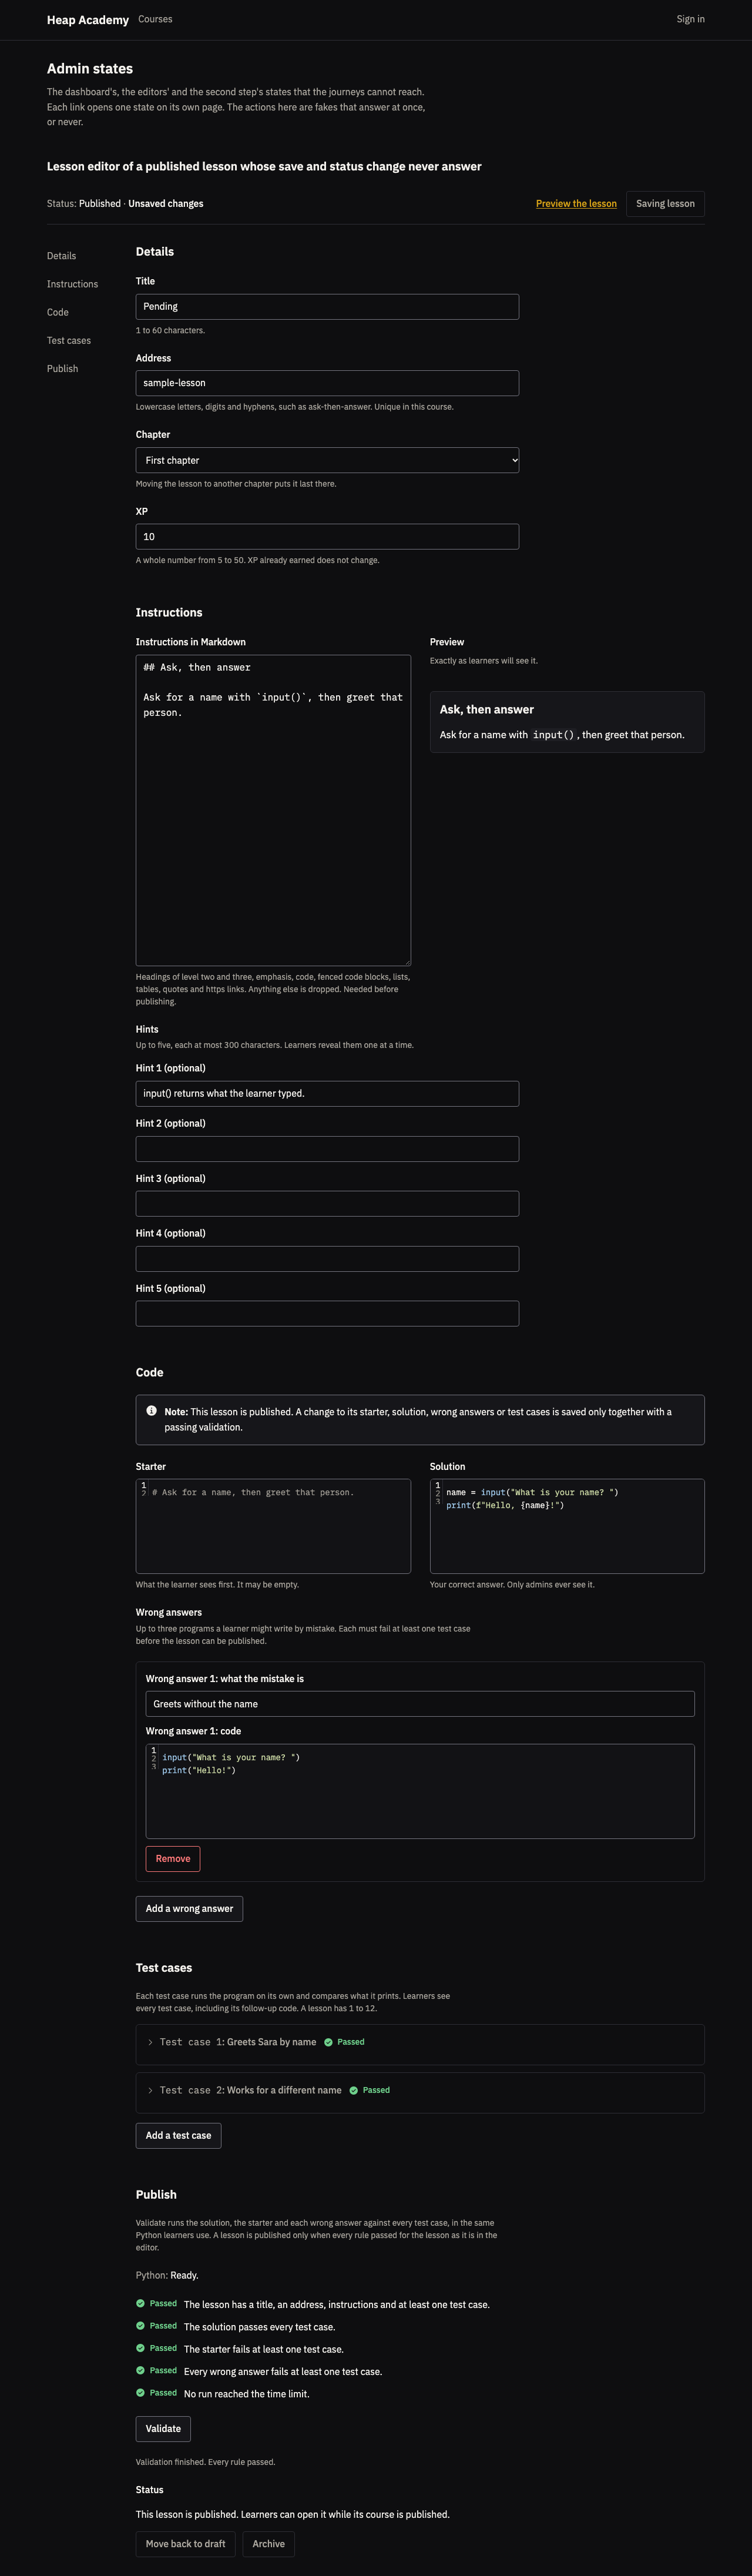 Heap Academy
Courses
Sign in
Admin states
The dashboard's, the editors' and the second step's states that the journeys cannot reach.
Each link opens one state on its own page. The actions here are fakes that answer at once,
or never.
Lesson editor of a published lesson whose save and status change never answer
Status: Published · Unsaved changes
Preview the lesson
Saving lesson
Details
Instructions
Code
Test cases
Publish
Details
Title
Pending
1 to 60 characters.
Address
sample-lesson
Lowercase letters, digits and hyphens, such as ask-then-answer. Unique in this course.
Chapter
First chapter
Moving the lesson to another chapter puts it last there.
XP
10
A whole number from 5 to 50. XP already earned does not change.
Instructions
Instructions in Markdown
## Ask, then answer
Ask for a name with `input()`, then greet that
person.
Headings of level two and three, emphasis, code, fenced code blocks, lists,
tables, quotes and https links. Anything else is dropped. Needed before
publishing.
Preview
Exactly as learners will see it.
Ask, then answer
Ask for a name with input(), then greet that person.
Hints
Up to five, each at most 300 characters. Learners reveal them one at a time.
Hint 1 (optional)
input() returns what the learner typed.
Hint 2 (optional)
Hint 3 (optional)
Hint 4 (optional)
Hint 5 (optional)
Code
Note: This lesson is published. A change to its starter, solution, wrong answers or test cases is saved only together with a
passing validation.
Starter
1
2
# Ask for a name, then greet that person.
What the learner sees first. It may be empty.
Solution
1
2
3
name = input("What is your name? ")
print(f"Hello, {name}!")
Your correct answer. Only admins ever see it.
Wrong answers
Up to three programs a learner might write by mistake. Each must fail at least one test case
before the lesson can be published.
Wrong answer 1: what the mistake is
Greets without the name
Wrong answer 1: code
1
2
3
input("What is your name? ")
print("Hello!")
Remove
Add a wrong answer
Test cases
Each test case runs the program on its own and compares what it prints. Learners see
every test case, including its follow-up code. A lesson has 1 to 12.
Test case 1: Greets Sara by name Passed
Test case 2: Works for a different name Passed
Add a test case
Publish
Validate runs the solution, the starter and each wrong answer against every test case, in the same
Python learners use. A lesson is published only when every rule passed for the lesson as it is in the
editor.
Python: Ready.
Passed The lesson has a title, an address, instructions and at least one test case.
Passed The solution passes every test case.
Passed The starter fails at least one test case.
Passed Every wrong answer fails at least one test case.
Passed No run reached the time limit.
Validate
Validation finished. Every rule passed.
Status
This lesson is published. Learners can open it while its course is published.
Move back to draft
Archive